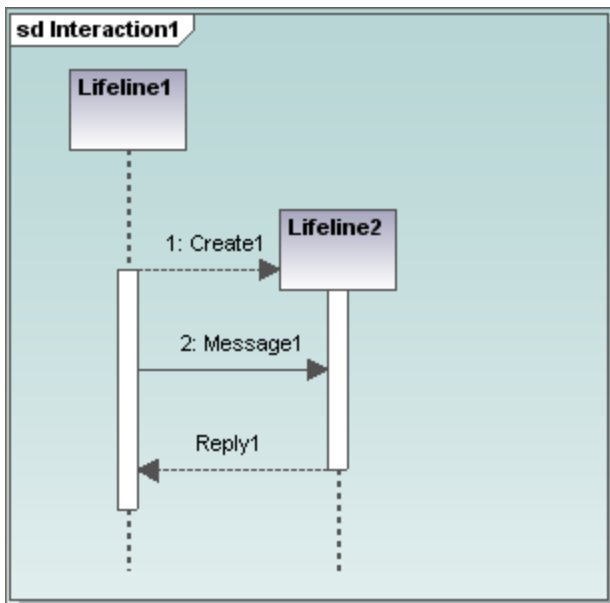 sd Interaction1
Lifeline1
Lifeline2
1: Create1
2: Message1
Reply1